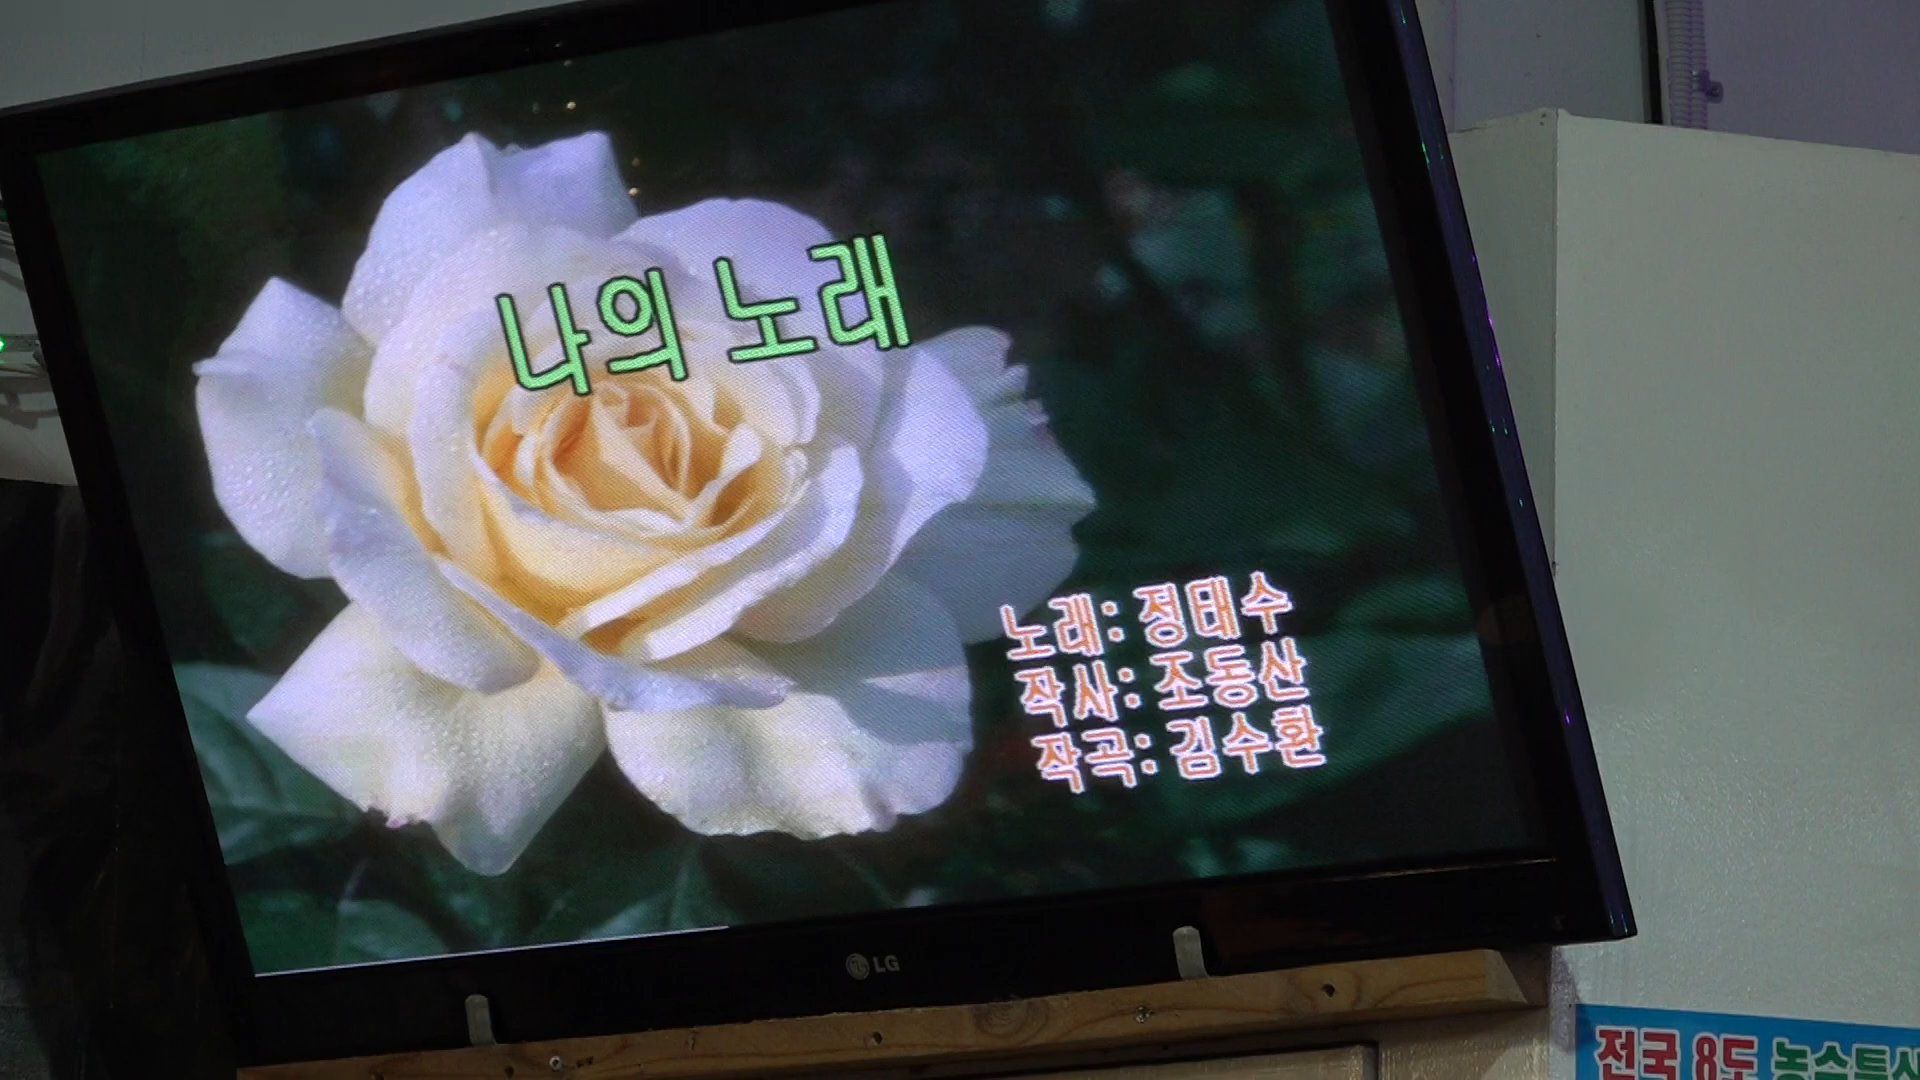 나의 노래
노래: 정태수
작사: 조동산
작곡: 김수환
LG
전국 8도